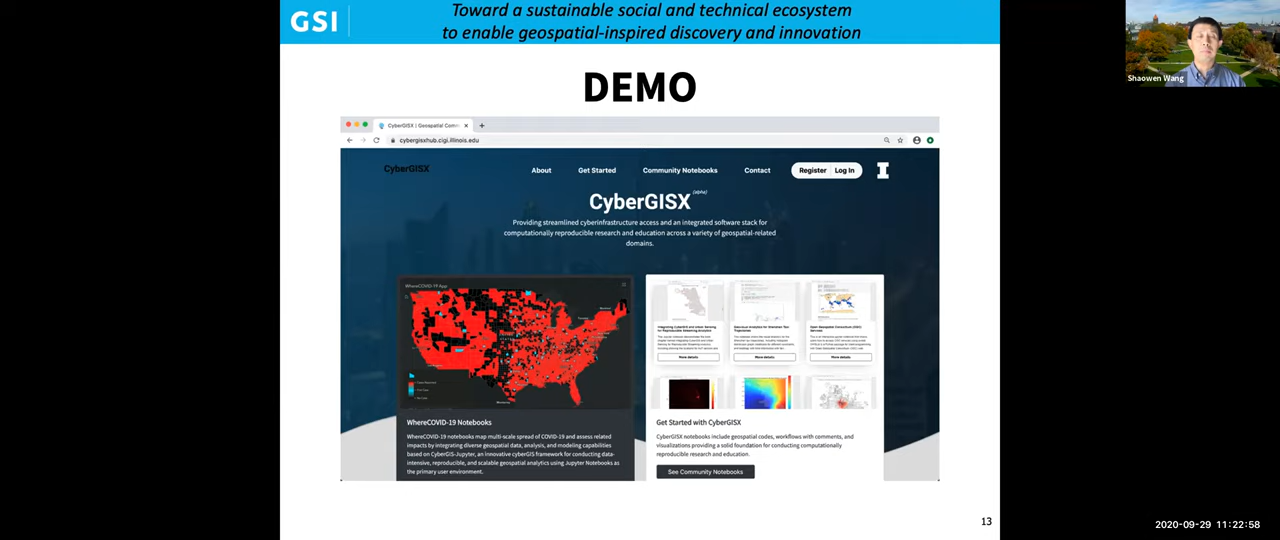 GSI
Toward a sustainable social and technical ecosystem
to enable geospatial-inspired discovery and innovation
Shaowen Wang
DEMO
CyberGISX | Geospatial Comm
cybergisxhub.cigi.illinois.edu
CyberGISX
About
Get Started
Community Notebooks
Contact
Register
Log In
CyberGISX (alpha)
Providing streamlined cyberinfrastructure access and an integrated software stack for
computationally reproducible research and education across a variety of geospatial-related
domains.
WhereCOVID-19 App
WhereCOVID-19 Notebooks
WhereCOVID-19 notebooks map multi-scale spread of COVID-19 and assess related
impacts by integrating diverse geospatial data, analysis, and modeling capabilities
based on CyberGIS-Jupyter, an innovative cyberGIS framework for conducting data-
intensive, reproducible, and scalable geospatial analytics using Jupyter Notebooks as
the primary user environment.
More details
More details
More details
Get Started with CyberGISX
CyberGISX notebooks include geospatial codes, workflows with comments, and
visualizations providing a solid foundation for conducting computationally
reproducible research and education.
See Community Notebooks
13
2020-09-29 11:22:58